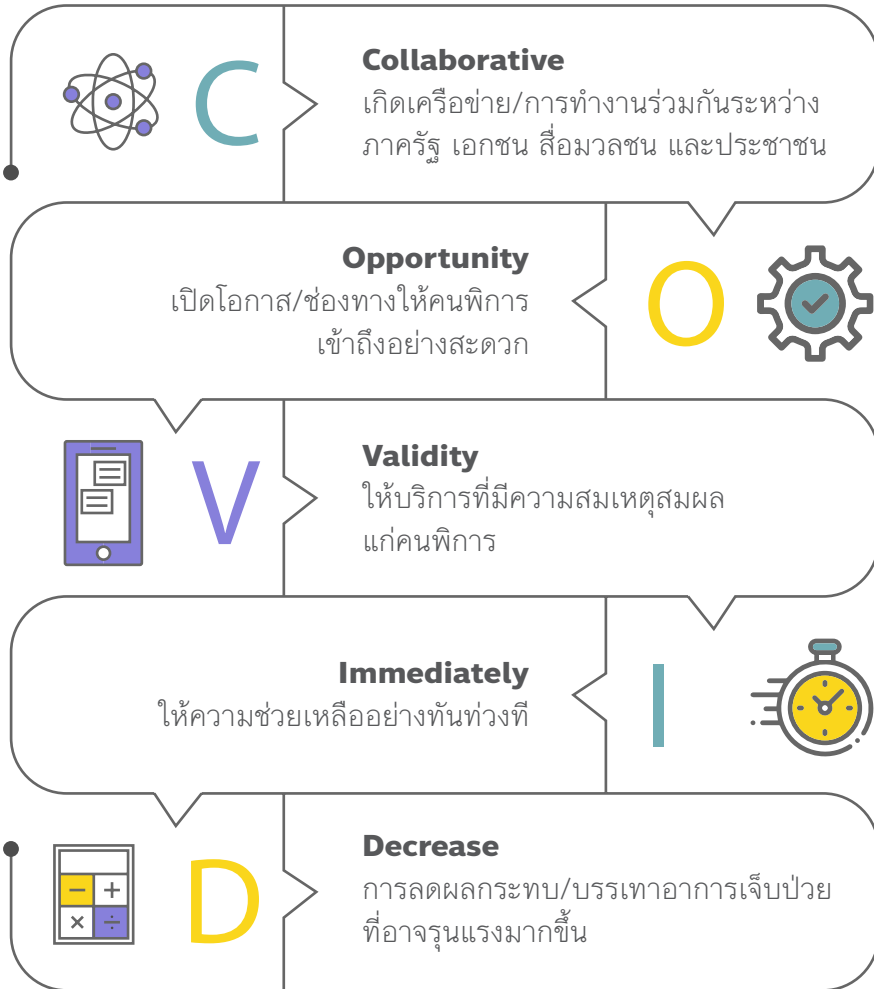 C
Collaborative
เกิดเครือข่าย/การทำงานร่วมกันระหว่าง
ภาครัฐ เอกชน สื่อมวลชน และประชาชน
Opportunity
เปิดโอกาส/ช่องทางให้คนพิการ
เข้าถึงอย่างสะดวก
O
V
Validity
ให้บริการที่มีความสมเหตุสมผล
แก่คนพิการ
Immediately
ให้ความช่วยเหลืออย่างทันท่วงที
I
D
Decrease
การลดผลกระทบ/บรรเทาอาการเจ็บป่วย
ที่อาจรุนแรงมากขึ้น